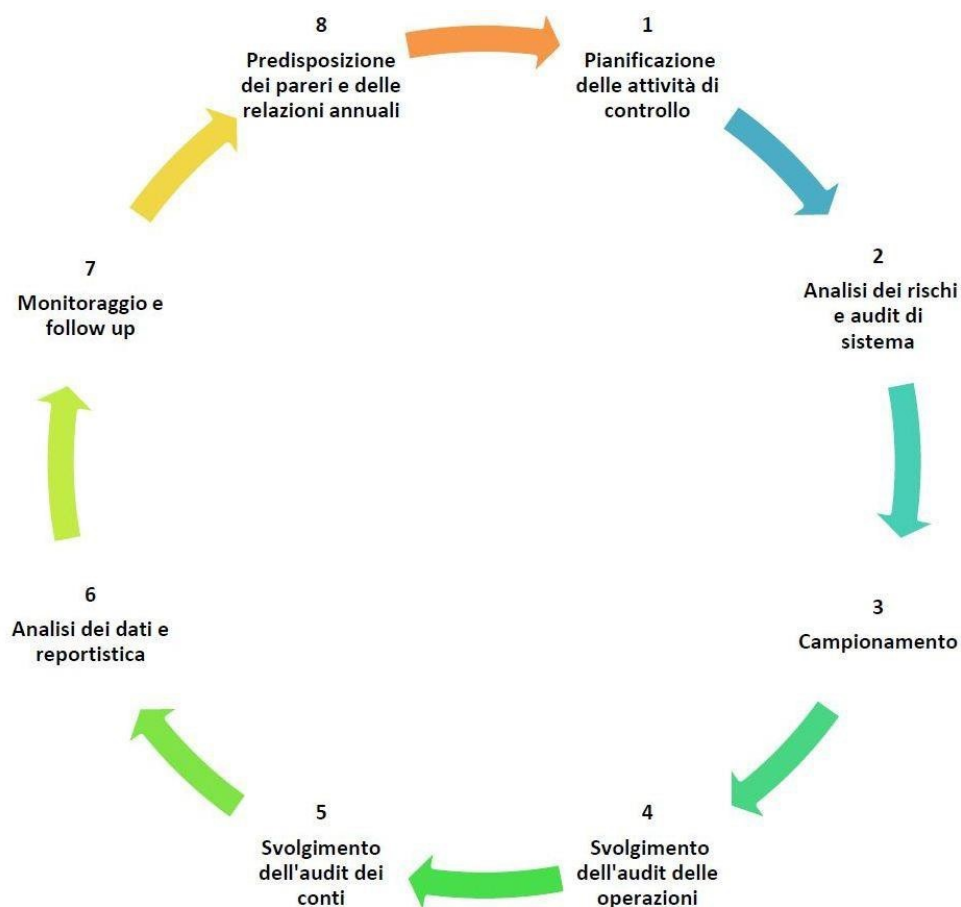 1
Pianificazione
delle attività di
controllo
2
Analisi dei rischi
e audit di
sistema
3
Campionamento
4
Svolgimento
dell'audit delle
operazioni
5
Svolgimento
dell'audit dei
conti
6
Analisi dei dati e
reportistica
7
Monitoraggio e
follow up
8
Predisposizione
dei pareri e delle
relazioni annuali